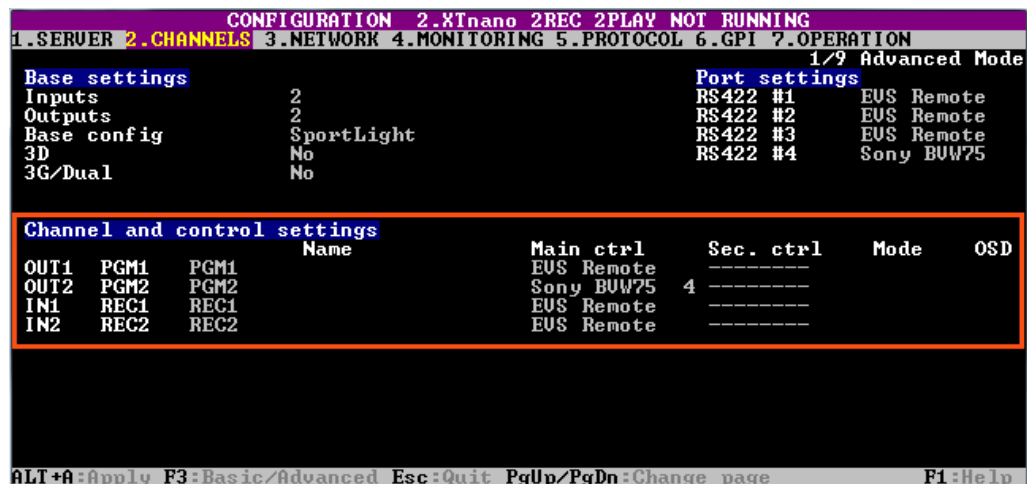 CONFIGURATION 2.XTnano 2REC 2PLAY NOT RUNNING
1.SERVER 2.CHANNELS 3.NETWORK 4.MONITORING 5.PROTOCOL 6.GPI 7.OPERATION
1/9 Advanced Mode
Base settings Port settings
Inputs 2 RS422 #1 EVS Remote
Outputs 2 RS422 #2 EVS Remote
Base config SportLight RS422 #3 EVS Remote
3D No RS422 #4 Sony BVW75
3G/Dual No
Channel and control settings
Name Main ctrl Sec. ctrl Mode OSD
OUT1 PGM1 PGM1 EVS Remote --------
OUT2 PGM2 PGM2 Sony BVW75 4 --------
IN1 REC1 REC1 EVS Remote --------
IN2 REC2 REC2 EVS Remote --------
ALT+A:Apply F3:Basic/Advanced Esc:Quit PgUp/PgDn:Change page F1:Help